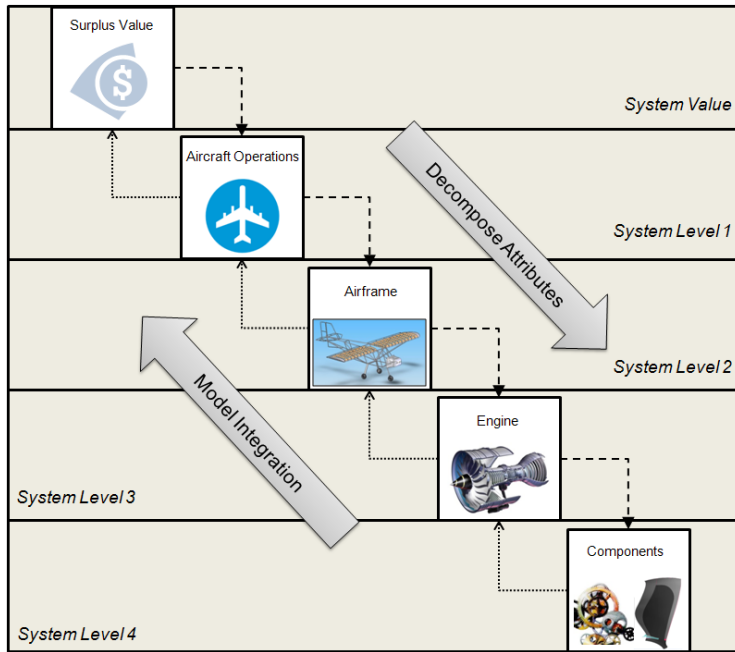 Surplus Value
$
System Value
Aircraft Operations
Decompose Attributes
System Level 1
Airframe
System Level 2
Model Integration
Engine
System Level 3
Components
System Level 4